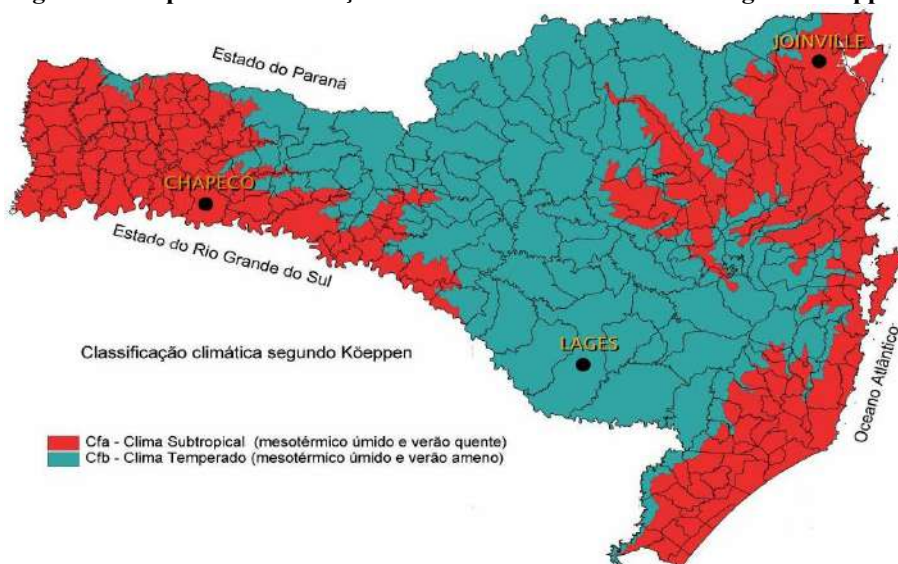 JOINVILLE
Estado do Paraná
CHAPECÓ
Estado do Rio Grande do Sul
Classificação climática segundo Köeppen
LAGES
Oceano Atlântico
Cfa - Clima Subtropical (mesotérmico úmido e verão quente)
Cfb - Clima Temperado (mesotérmico úmido e verão ameno)